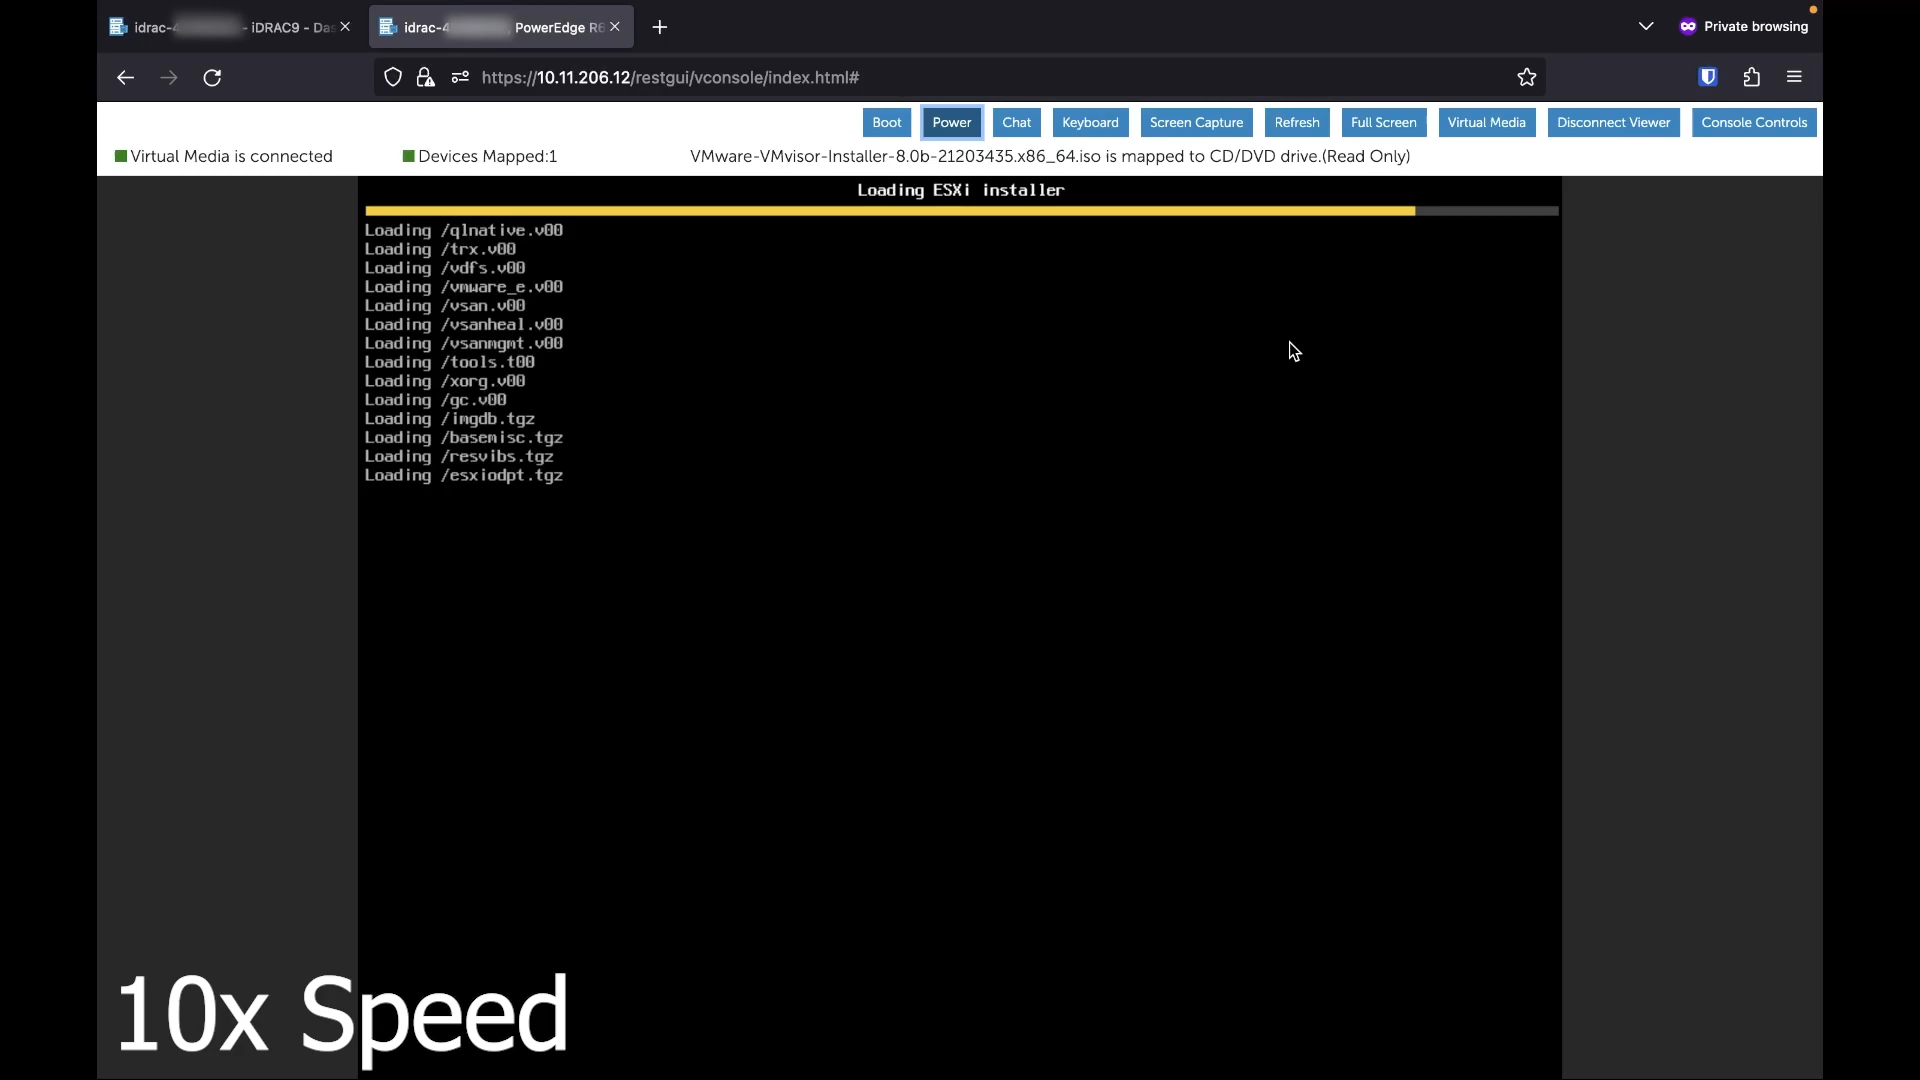 idrac-4 - iDRAC9 - Das
idrac-4 PowerEdge R6
Private browsing
https://10.11.206.12/restgui/vconsole/index.html#
Boot Power Chat Keyboard Screen Capture Refresh Full Screen Virtual Media Disconnect Viewer Console Controls
Virtual Media is connected Devices Mapped:1 VMware-VMvisor-Installer-8.0b-21203435.x86_64.iso is mapped to CD/DVD drive.(Read Only)
Loading ESXi installer
Loading /qlnative.v00
Loading /trx.v00
Loading /vdfs.v00
Loading /vmware_e.v00
Loading /vsan.v00
Loading /vsanheal.v00
Loading /vsanmgmt.v00
Loading /tools.t00
Loading /xorg.v00
Loading /gc.v00
Loading /imgdb.tgz
Loading /basemisc.tgz
Loading /resvibs.tgz
Loading /esxiodpt.tgz
10x Speed